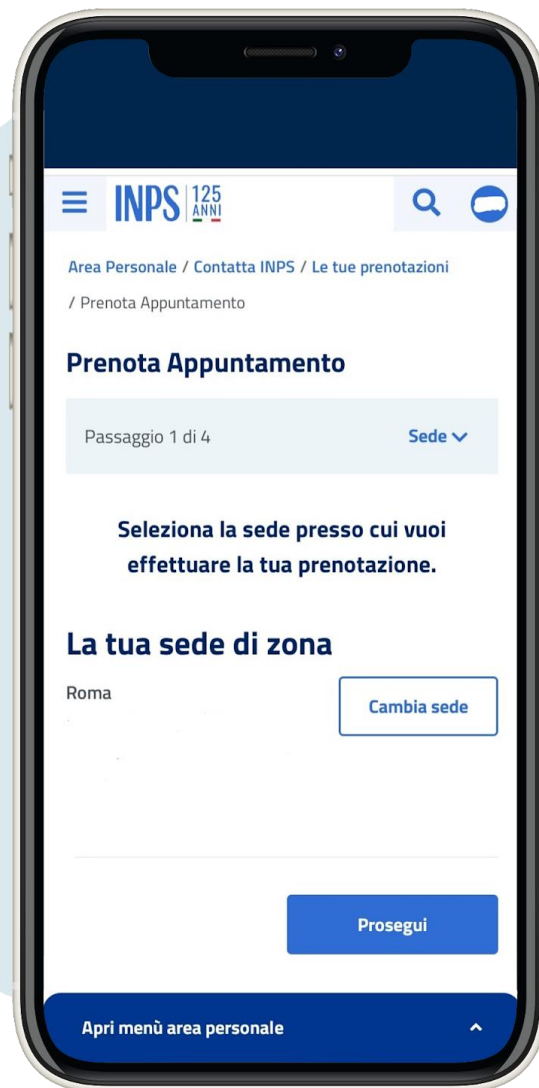 INPS 125 ANNI
Area Personale / Contatta INPS / Le tue prenotazioni
/ Prenota Appuntamento
Prenota Appuntamento
Passaggio 1 di 4 Sede
Seleziona la sede presso cui vuoi
effettuare la tua prenotazione.
La tua sede di zona
Roma Cambia sede
Prosegui
Apri menù area personale